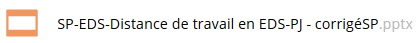 SP-EDS-Distance de travail en EDS-PJ - corrigéSP.pptx